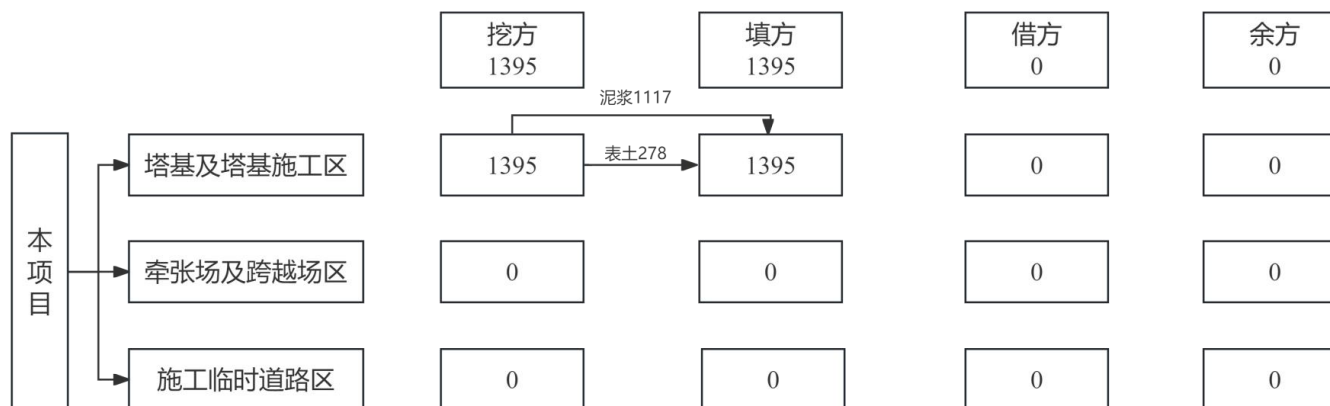 挖方 填方 借方 余方
1395 1395 0 0
泥浆1117
塔基及塔基施工区 1395 表土278 1395 0 0
本项目
牵张场及跨越场区 0 0 0 0
施工临时道路区 0 0 0 0